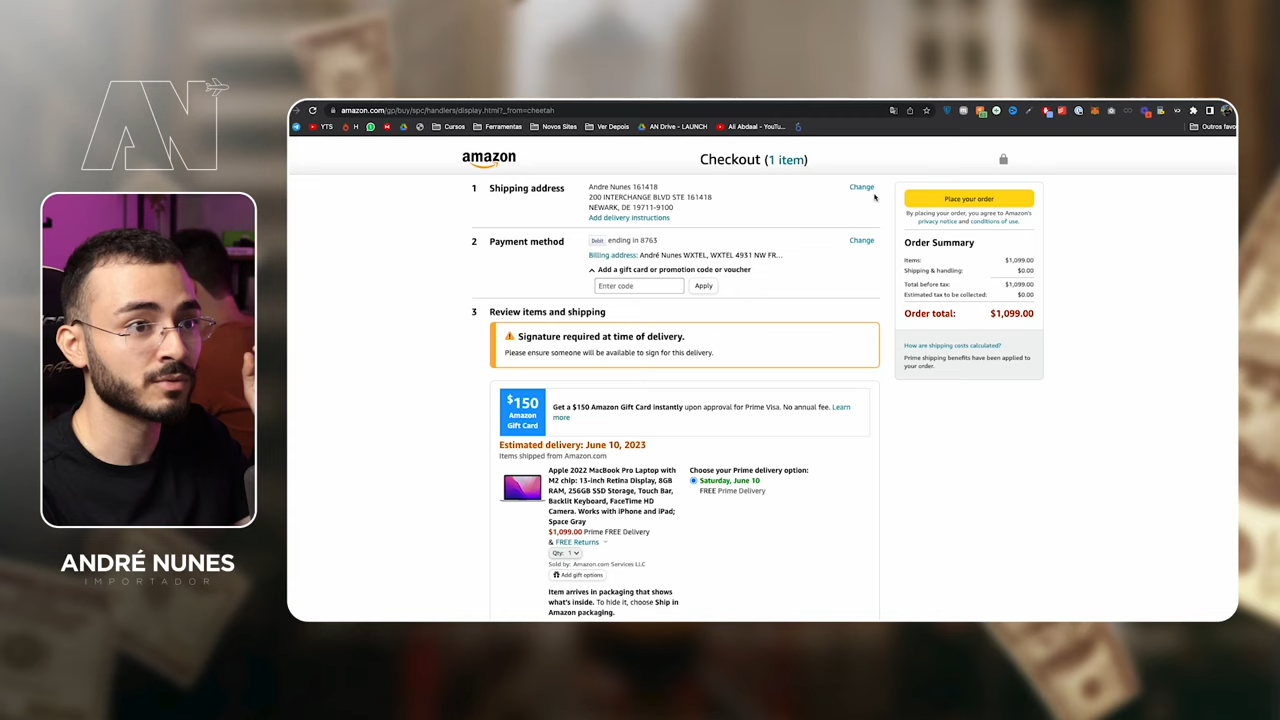 AN
ANDRÉ NUNES
IMPORTADOR
amazon.com/gp/buy/spc/handlers/display.html?_from=cheetah
YTS
H
Cursos
Ferramentas
Novos Sites
Ver Depois
AN Drive - LAUNCH
Ali Abdaal - YouTu...
Outros favo
amazon
Checkout (1 item)
1 Shipping address
Andre Nunes 161418
200 INTERCHANGE BLVD STE 161418
NEWARK, DE 19711-9100
Add delivery instructions
Change
2 Payment method
Debit ending in 8763
Billing address: André Nunes WXTEL, WXTEL 4931 NW FR...
Add a gift card or promotion code or voucher
Enter code
Apply
Change
3 Review items and shipping
Signature required at time of delivery.
Please ensure someone will be available to sign for this delivery.
$150
Amazon
Gift Card
Get a $150 Amazon Gift Card instantly upon approval for Prime Visa. No annual fee. Learn
more
Estimated delivery: June 10, 2023
Items shipped from Amazon.com
Apple 2022 MacBook Pro Laptop with
M2 chip: 13-inch Retina Display, 8GB
RAM, 256GB SSD Storage, Touch Bar,
Backlit Keyboard, FaceTime HD
Camera. Works with iPhone and iPad;
Space Gray
$1,099.00 Prime FREE Delivery
& FREE Returns
Qty: 1
Sold by: Amazon.com Services LLC
Add gift options
Item arrives in packaging that shows
what's inside. To hide it, choose Ship in
Amazon packaging.
Choose your Prime delivery option:
Saturday, June 10
FREE Prime Delivery
Place your order
By placing your order, you agree to Amazon's
privacy notice and conditions of use.
Order Summary
Items: $1,099.00
Shipping & handling: $0.00
Total before tax: $1,099.00
Estimated tax to be collected: $0.00
Order total: $1,099.00
How are shipping costs calculated?
Prime shipping benefits have been applied to
your order.